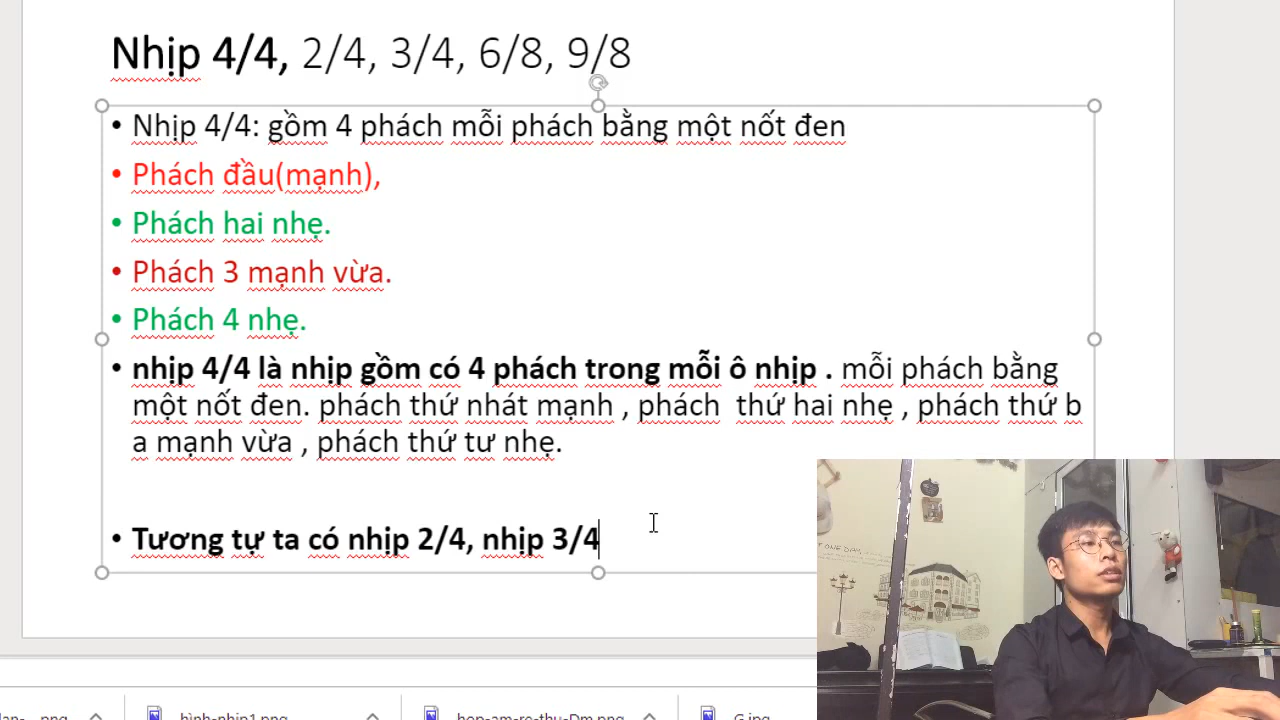 Nhịp 4/4, 2/4, 3/4, 6/8, 9/8
• Nhịp 4/4: gồm 4 phách mỗi phách bằng một nốt đen
• Phách đầu(mạnh),
• Phách hai nhẹ.
• Phách 3 mạnh vừa.
• Phách 4 nhẹ.
• nhịp 4/4 là nhịp gồm có 4 phách trong mỗi ô nhịp . mỗi phách bằng
một nốt đen. phách thứ nhát mạnh , phách thứ hai nhẹ , phách thứ b
a mạnh vừa , phách thứ tư nhẹ.
• Tương tự ta có nhịp 2/4, nhịp 3/4
hình-nhip1.png
hop-am-re-thu-Dm.png
G.jpg